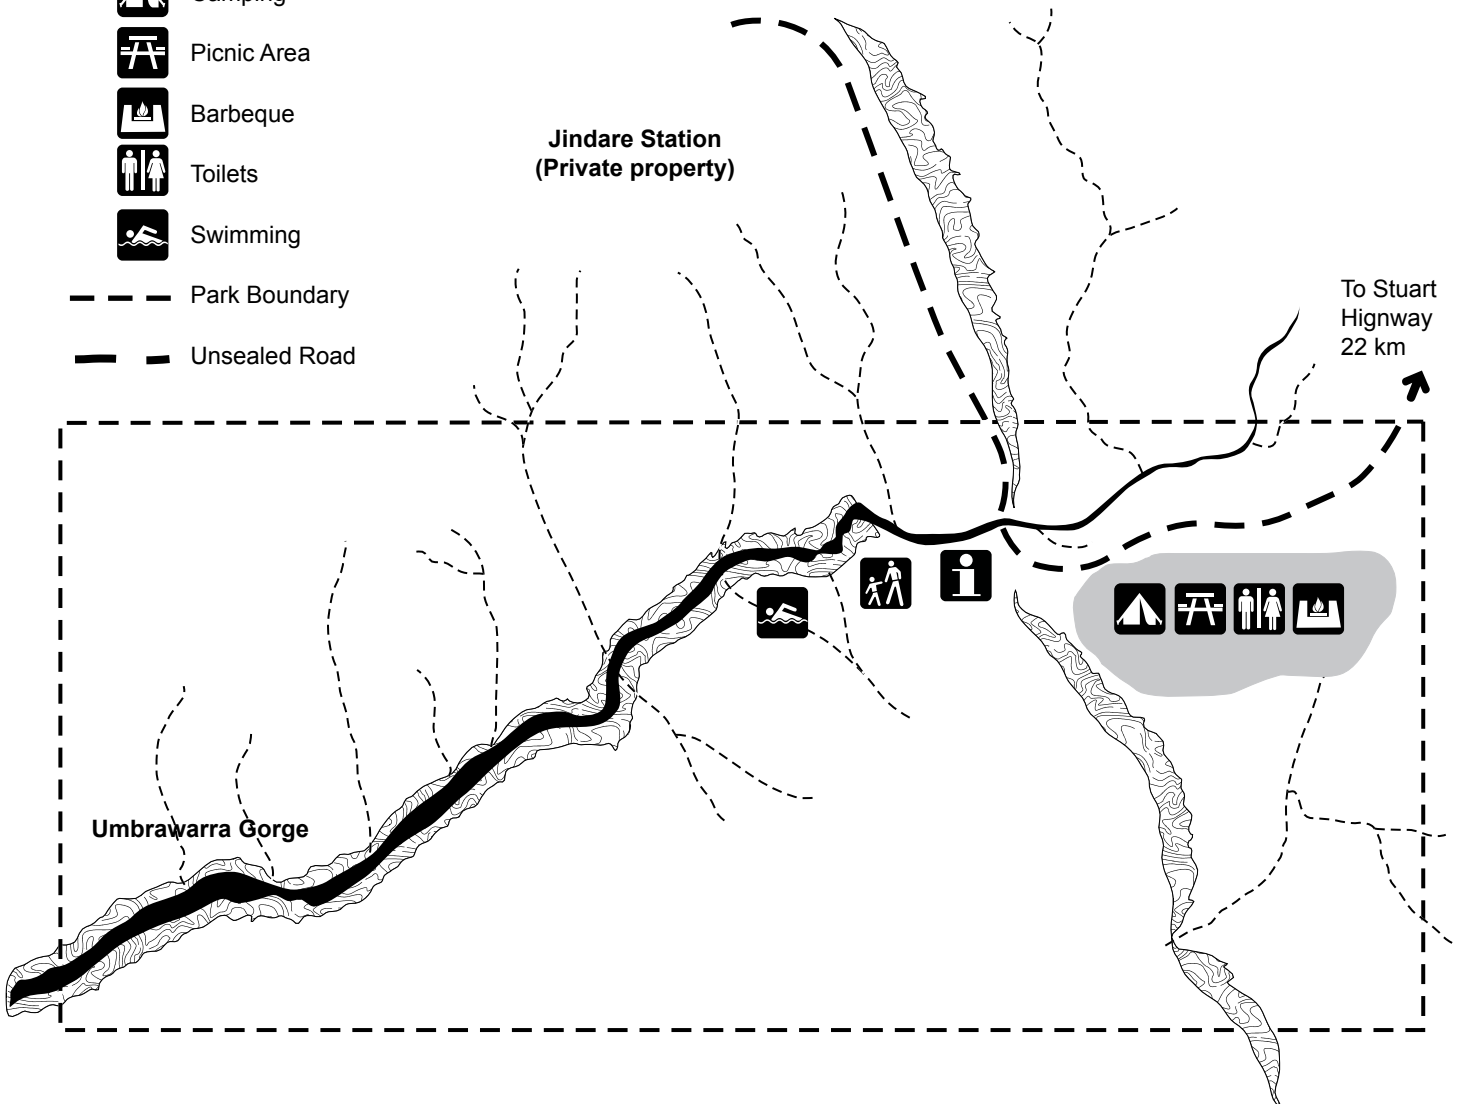 Camping
Picnic Area
Barbeque
Toilets
Swimming
Park Boundary
Unsealed Road
Jindare Station
(Private property)
To Stuart
Hignway
22 km
Umbrawarra Gorge